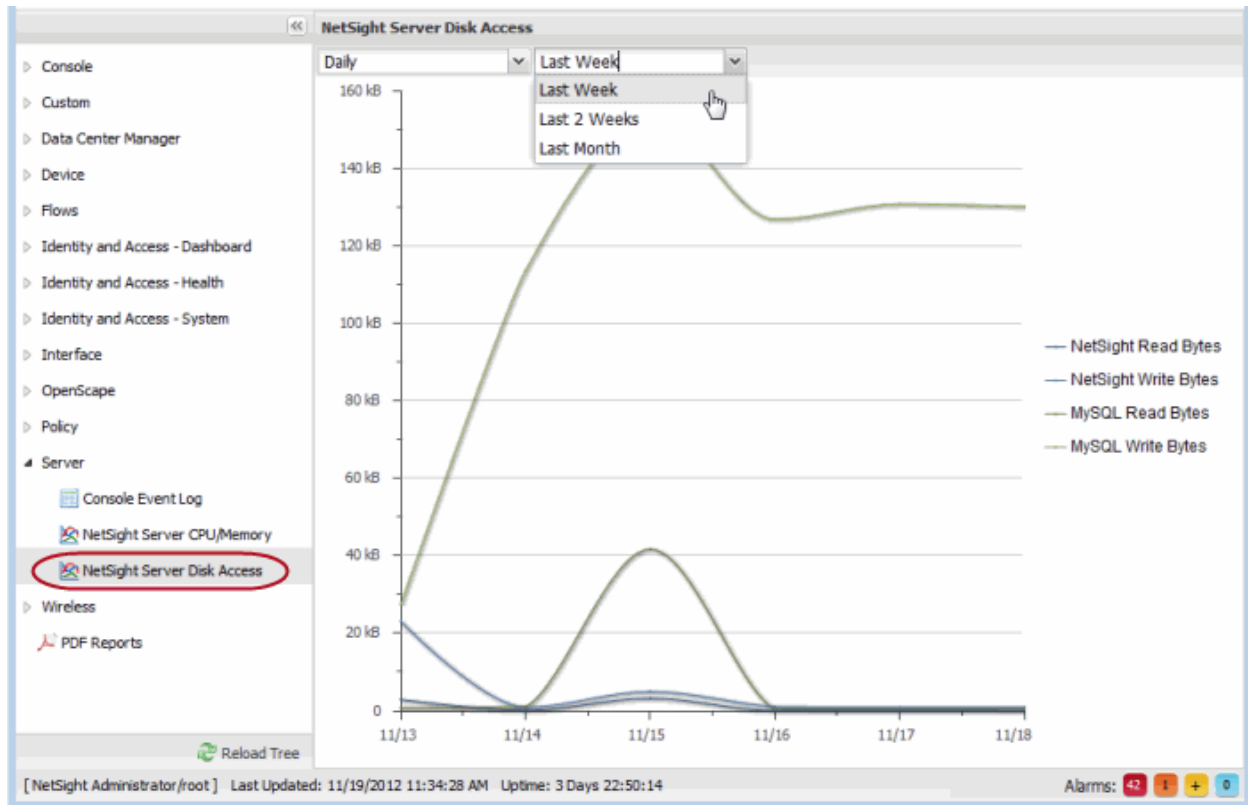 NetSight Server Disk Access
Console
Custom
Data Center Manager
Device
Flows
Identity and Access - Dashboard
Identity and Access - Health
Identity and Access - System
Interface
OpenScape
Policy
Server
Console Event Log
NetSight Server CPU/Memory
NetSight Server Disk Access
Wireless
PDF Reports
Reload Tree
Daily
Last Week
Last Week
Last 2 Weeks
Last Month
160 kB
140 kB
120 kB
100 kB
80 kB
60 kB
40 kB
20 kB
0
11/13 11/14 11/15 11/16 11/17 11/18
NetSight Read Bytes
NetSight Write Bytes
MySQL Read Bytes
MySQL Write Bytes
[ NetSight Administrator/root ] Last Updated: 11/19/2012 11:34:28 AM Uptime: 3 Days 22:50:14 Alarms: 42 1 + 0